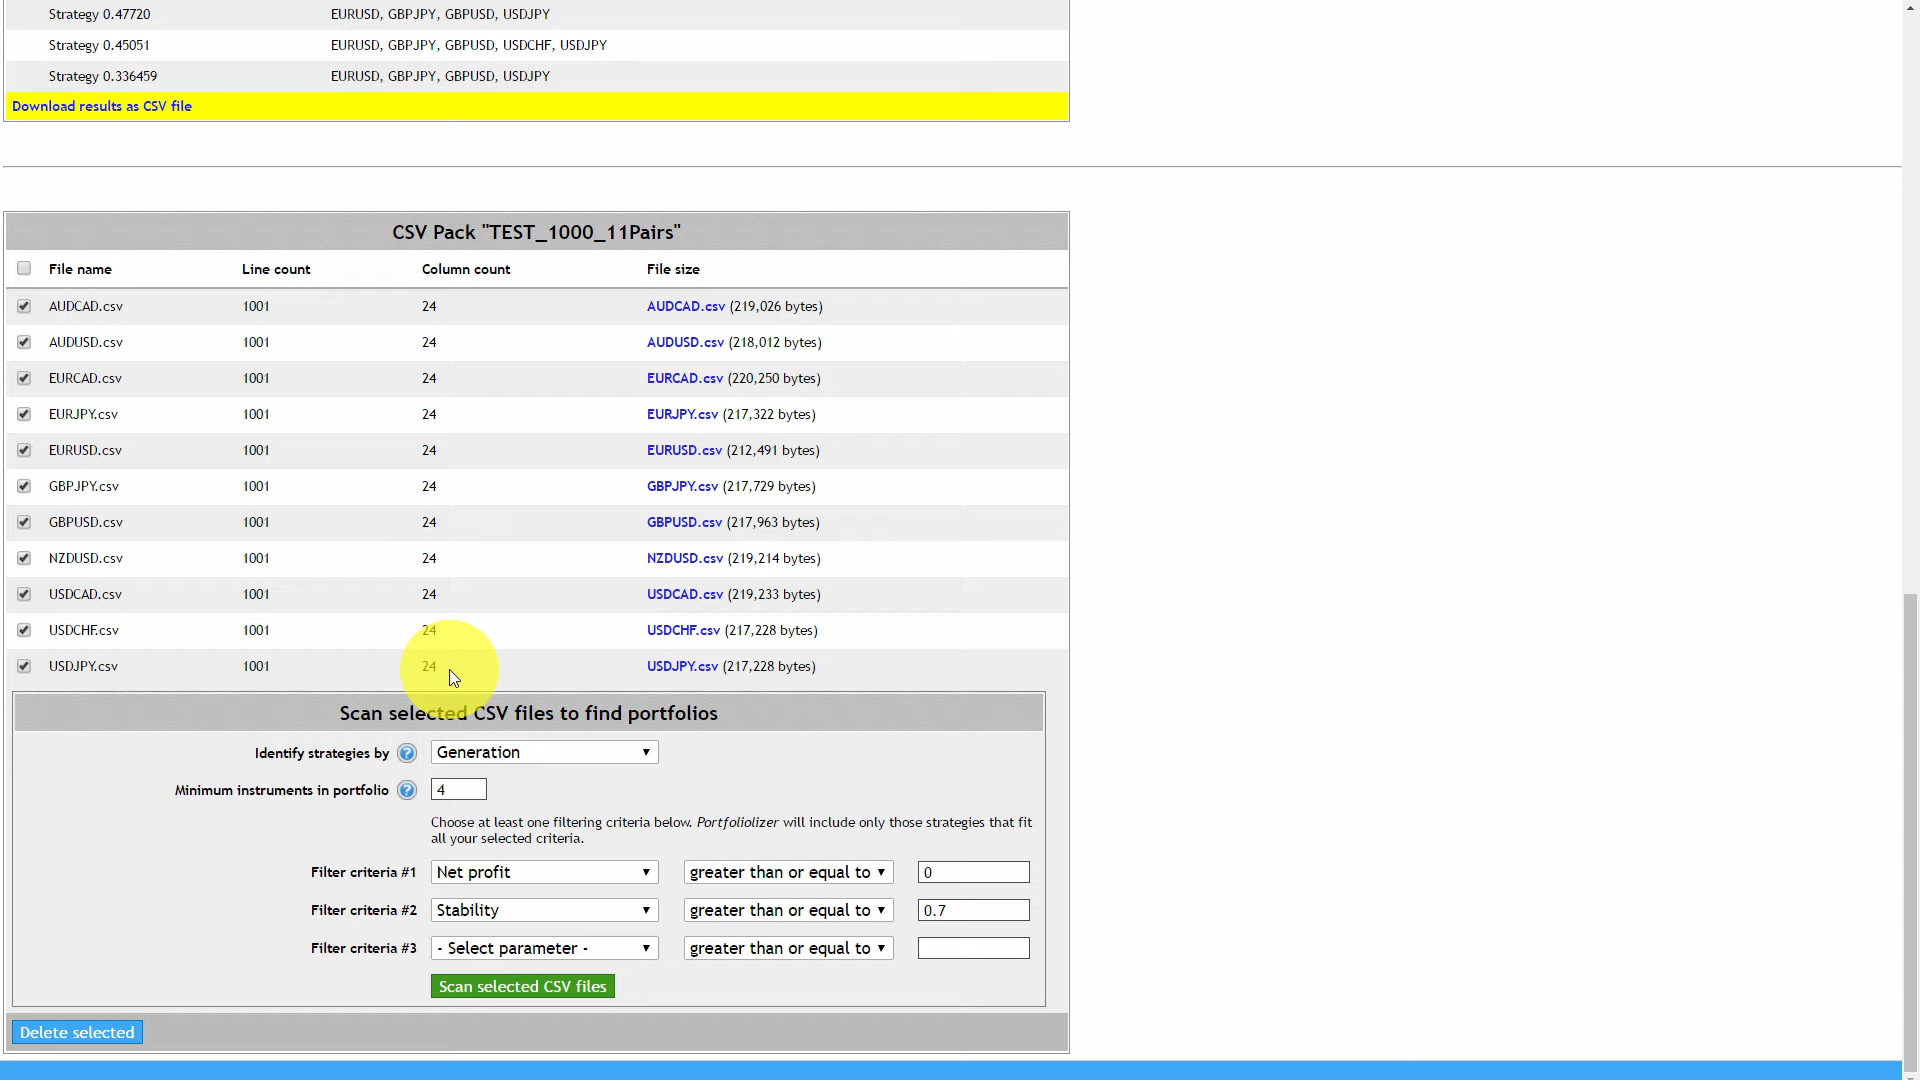 Strategy 0.47720 EURUSD, GBPJPY, GBPUSD, USDJPY
Strategy 0.45051 EURUSD, GBPJPY, GBPUSD, USDCHF, USDJPY
Strategy 0.336459 EURUSD, GBPJPY, GBPUSD, USDJPY
Download results as CSV file
CSV Pack "TEST_1000_11Pairs"
File name Line count Column count File size
AUDCAD.csv 1001 24 AUDCAD.csv (219,026 bytes)
AUDUSD.csv 1001 24 AUDUSD.csv (218,012 bytes)
EURCAD.csv 1001 24 EURCAD.csv (220,250 bytes)
EURJPY.csv 1001 24 EURJPY.csv (217,322 bytes)
EURUSD.csv 1001 24 EURUSD.csv (212,491 bytes)
GBPJPY.csv 1001 24 GBPJPY.csv (217,729 bytes)
GBPUSD.csv 1001 24 GBPUSD.csv (217,963 bytes)
NZDUSD.csv 1001 24 NZDUSD.csv (219,214 bytes)
USDCAD.csv 1001 24 USDCAD.csv (219,233 bytes)
USDCHF.csv 1001 24 USDCHF.csv (217,228 bytes)
USDJPY.csv 1001 24 USDJPY.csv (217,228 bytes)
Scan selected CSV files to find portfolios
Identify strategies by ? Generation
Minimum instruments in portfolio ? 4
Choose at least one filtering criteria below. Portfoliolizer will include only those strategies that fit
all your selected criteria.
Filter criteria #1 Net profit greater than or equal to 0
Filter criteria #2 Stability greater than or equal to 0.7
Filter criteria #3 - Select parameter - greater than or equal to
Scan selected CSV files
Delete selected